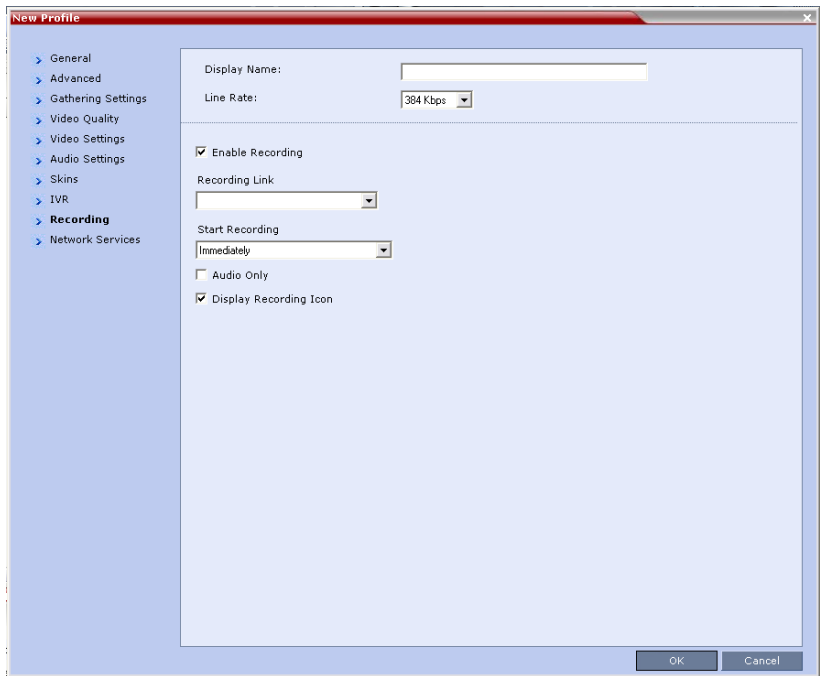 New Profile
General
Advanced
Gathering Settings
Video Quality
Video Settings
Audio Settings
Skins
IVR
Recording
Network Services
Display Name:
Line Rate:
384 Kbps
Enable Recording
Recording Link
Start Recording
Immediately
Audio Only
Display Recording Icon
OK
Cancel